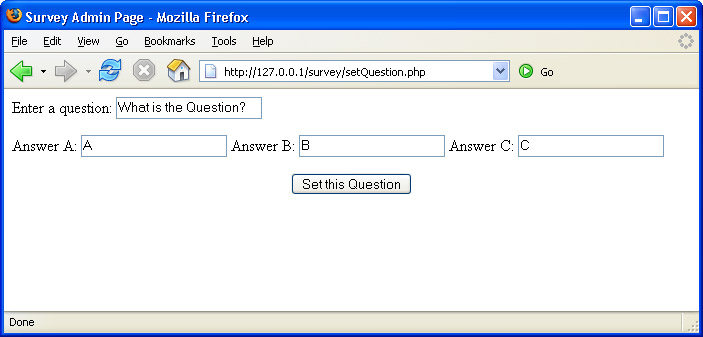 Survey Admin Page - Mozilla Firefox
File Edit View Go Bookmarks Tools Help
http://127.0.0.1/survey/setQuestion.php Go
Enter a question: What is the Question?
Answer A: A Answer B: B Answer C: C
Set this Question
Done